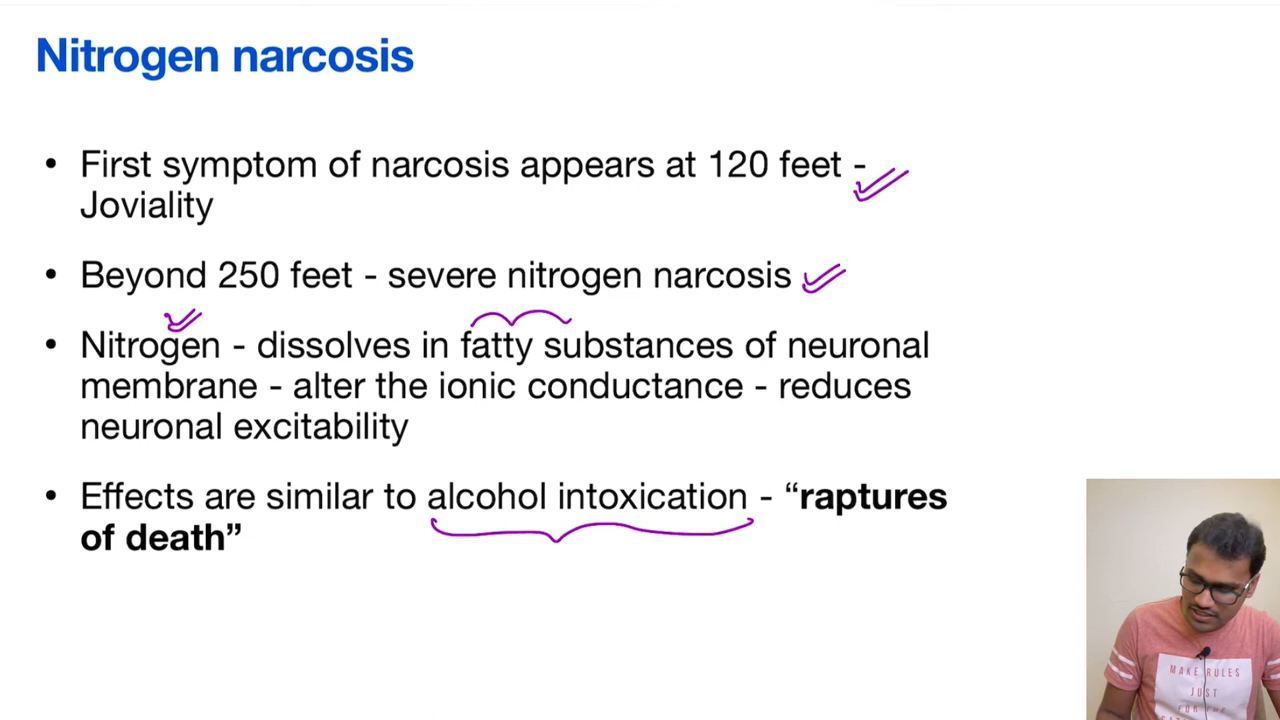 Nitrogen narcosis
• First symptom of narcosis appears at 120 feet -
Joviality
• Beyond 250 feet - severe nitrogen narcosis
• Nitrogen - dissolves in fatty substances of neuronal
membrane - alter the ionic conductance - reduces
neuronal excitability
• Effects are similar to alcohol intoxication - “raptures
of death”
MAKE RULES
JUST
FOR THE